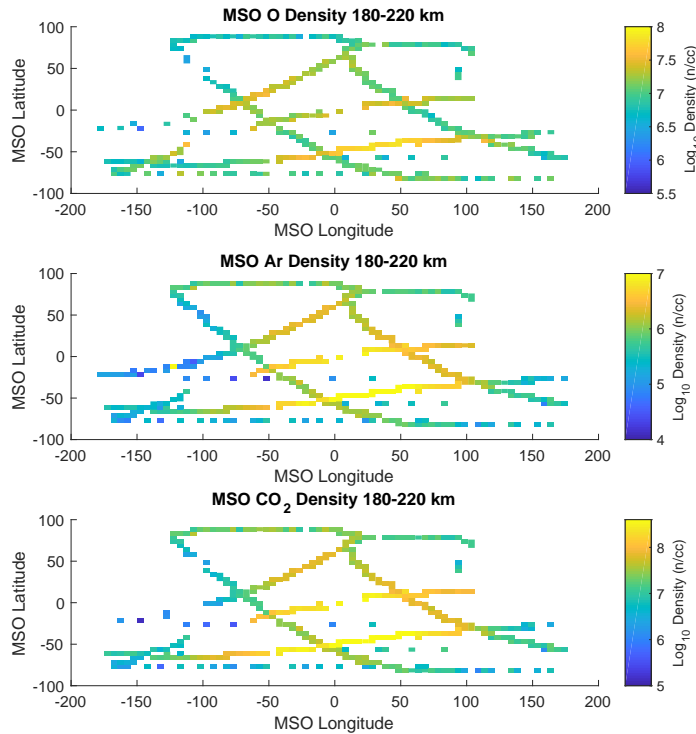 MSO O Density 180-220 km
100
50
0
-50
-100
MSO Latitude
-200 -150 -100 -50 0 50 100 150 200
MSO Longitude
8
7.5
7
6.5
6
5.5
Log10 Density (n/cc)
MSO Ar Density 180-220 km
100
50
0
-50
-100
MSO Latitude
-200 -150 -100 -50 0 50 100 150 200
MSO Longitude
7
6
5
4
Log10 Density (n/cc)
MSO CO2 Density 180-220 km
100
50
0
-50
-100
MSO Latitude
-200 -150 -100 -50 0 50 100 150 200
MSO Longitude
8
7
6
5
Log10 Density (n/cc)